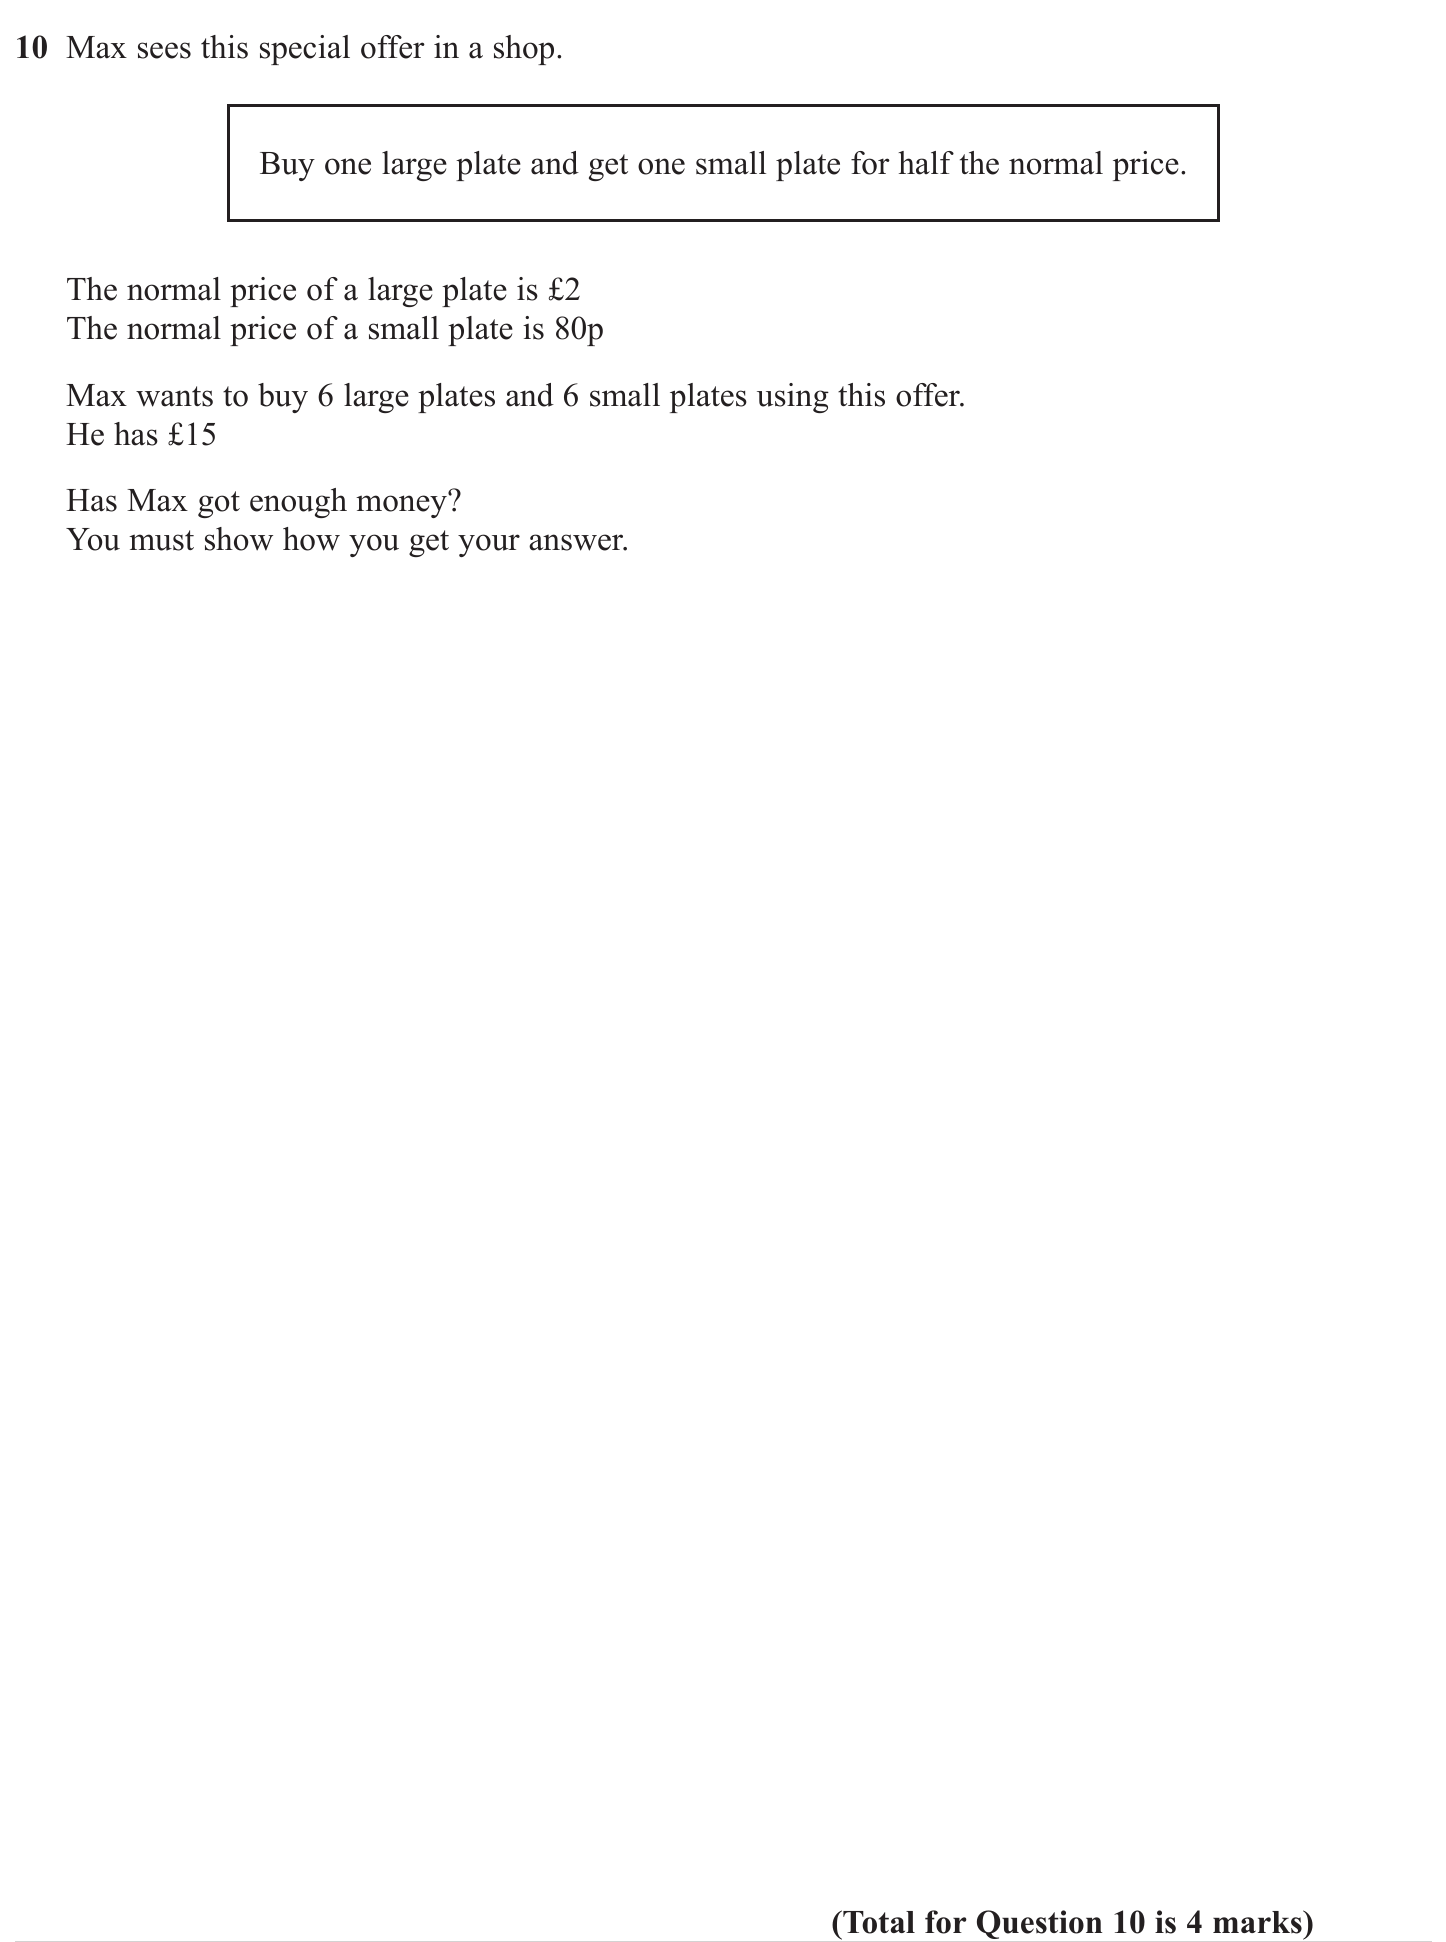 10 Max sees this special offer in a shop.
Buy one large plate and get one small plate for half the normal price.
The normal price of a large plate is £2
The normal price of a small plate is 80p
Max wants to buy 6 large plates and 6 small plates using this offer.
He has £15
Has Max got enough money?
You must show how you get your answer.
(Total for Question 10 is 4 marks)